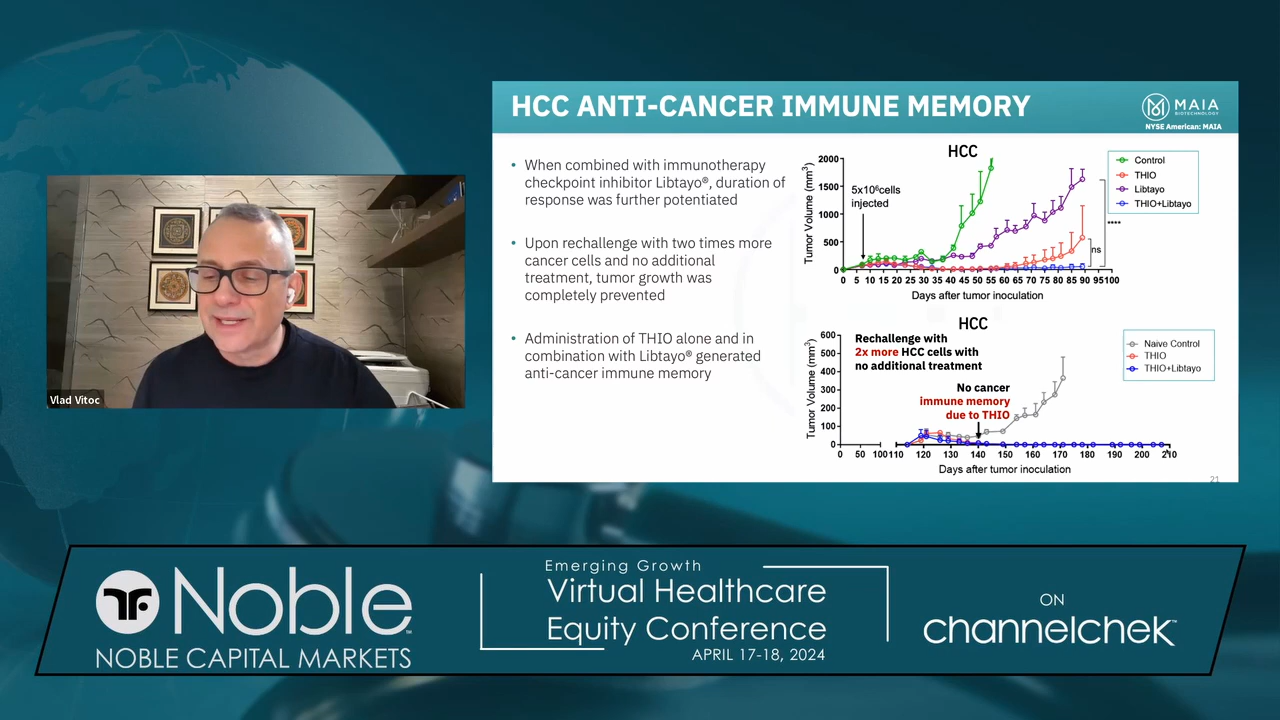 HCC ANTI-CANCER IMMUNE MEMORY
MAIA
BIOTECHNOLOGY
NYSE American: MAIA
• When combined with immunotherapy
checkpoint inhibitor Libtayo®, duration of
response was further potentiated
• Upon rechallenge with two times more
cancer cells and no additional
treatment, tumor growth was
completely prevented
• Administration of THIO alone and in
combination with Libtayo® generated
anti-cancer immune memory
HCC
Tumor Volume (mm³)
2000
1500
1000
500
0
5x10⁶cells
injected
Control
THIO
Libtayo
THIO+Libtayo
****
ns
0 5 10 15 20 25 30 35 40 45 50 55 60 65 70 75 80 85 90 95 100
Days after tumor inoculation
HCC
Tumor Volume (mm³)
600
500
400
300
200
100
0
Rechallenge with
2x more HCC cells with
no additional treatment
No cancer
immune memory
due to THIO
Naive Control
THIO
THIO+Libtayo
0 50 100 110 120 130 140 150 160 170 180 190 200 210
Days after tumor inoculation
21
Vlad Vitoc
Noble™
NOBLE CAPITAL MARKETS
Emerging Growth
Virtual Healthcare
Equity Conference
APRIL 17-18, 2024
ON
channelchek™